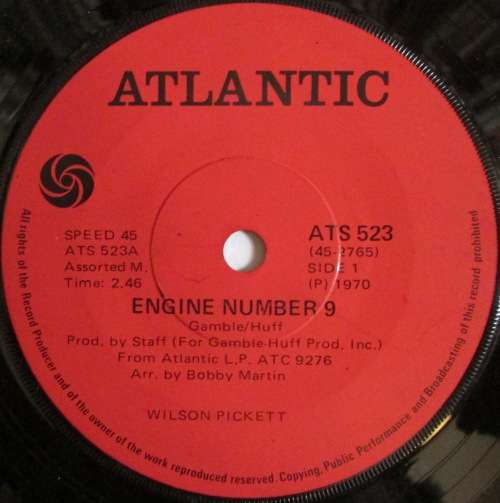 ATLANTIC
SPEED 45
ATS 523A
Assorted M.
Time: 2.46
ATS 523
(45-2765)
SIDE 1
(P) 1970
ENGINE NUMBER 9
Gamble/Huff
Prod. by Staff (For Gamble-Huff Prod. Inc.)
From Atlantic L.P. ATC 9276
Arr. by Bobby Martin
WILSON PICKETT
All rights of the Record Producer and of the owner of the work reproduced reserved. Copying, Public Performance and Broadcasting of this record prohibited